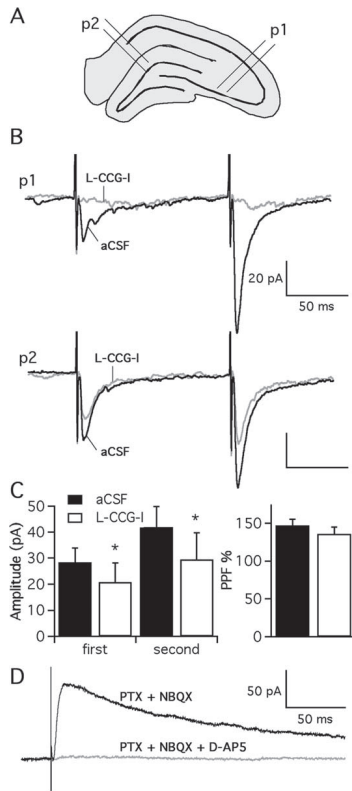 A
p2
p1
B
L-CCG-I
p1
aCSF
20 pA
50 ms
p2
L-CCG-I
aCSF
C
aCSF
L-CCG-I
Amplitude (pA)
50
40
30
20
10
0
*
*
first
second
PPF %
150
100
50
0
D
PTX + NBQX
50 pA
50 ms
PTX + NBQX + D-AP5